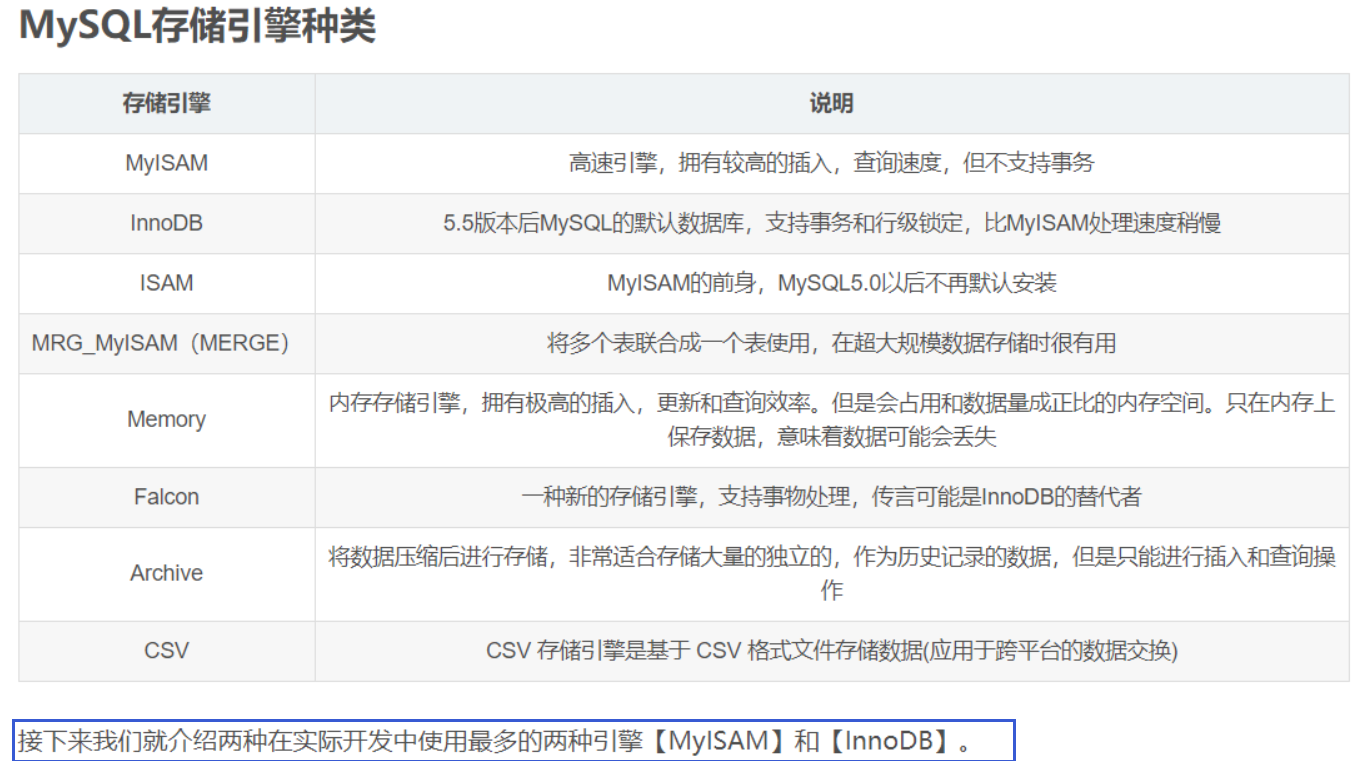 MySQL存储引擎种类
存储引擎 说明
MyISAM 高速引擎，拥有较高的插入，查询速度，但不支持事务
InnoDB 5.5版本后MySQL的默认数据库，支持事务和行级锁定，比MyISAM处理速度稍慢
ISAM MyISAM的前身，MySQL5.0以后不再默认安装
MRG_MyISAM（MERGE） 将多个表联合成一个表使用，在超大规模数据存储时很有用
Memory 内存存储引擎，拥有极高的插入，更新和查询效率。但是会占用和数据量成正比的内存空间。只在内存上
保存数据，意味着数据可能会丢失
Falcon 一种新的存储引擎，支持事物处理，传言可能是InnoDB的替代者
Archive 将数据压缩后进行存储，非常适合存储大量的独立的，作为历史记录的数据，但是只能进行插入和查询操
作
CSV CSV 存储引擎是基于 CSV 格式文件存储数据(应用于跨平台的数据交换)
接下来我们就介绍两种在实际开发中使用最多的两种引擎【MyISAM】和【InnoDB】。